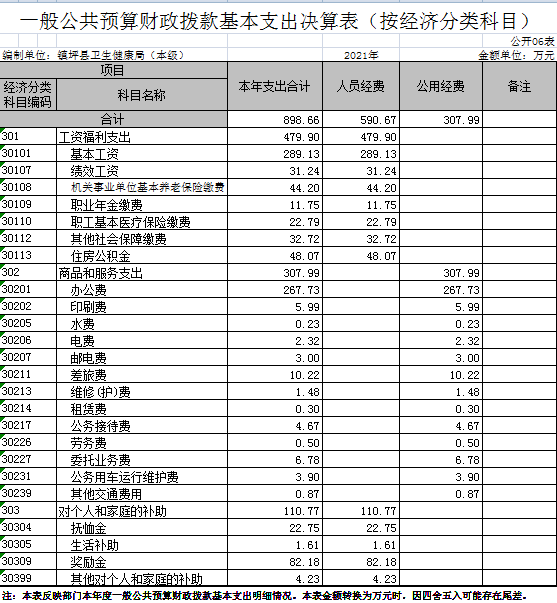 一般公共预算财政拨款基本支出决算表（按经济分类科目）
公开06表
编制单位：镇坪县卫生健康局（本级） 2021年 金额单位：万元
项目 本年支出合计 人员经费 公用经费 备注
经济分类科目编码 科目名称
合计 898.66 590.67 307.99
301 工资福利支出 479.90 479.90
30101 基本工资 289.13 289.13
30107 绩效工资 31.24 31.24
30108 机关事业单位基本养老保险缴费 44.20 44.20
30109 职业年金缴费 11.75 11.75
30110 职工基本医疗保险缴费 22.79 22.79
30112 其他社会保障缴费 32.72 32.72
30113 住房公积金 48.07 48.07
302 商品和服务支出 307.99 307.99
30201 办公费 267.73 267.73
30202 印刷费 5.99 5.99
30205 水费 0.23 0.23
30206 电费 2.32 2.32
30207 邮电费 3.00 3.00
30211 差旅费 10.22 10.22
30213 维修(护)费 1.48 1.48
30214 租赁费 0.30 0.30
30217 公务接待费 4.67 4.67
30226 劳务费 0.50 0.50
30227 委托业务费 6.78 6.78
30231 公务用车运行维护费 3.90 3.90
30239 其他交通费用 0.87 0.87
303 对个人和家庭的补助 110.77 110.77
30304 抚恤金 22.75 22.75
30305 生活补助 1.61 1.61
30309 奖励金 82.18 82.18
30399 其他对个人和家庭的补助 4.23 4.23
注：本表反映部门本年度一般公共预算财政拨款基本支出明细情况。本表金额转换为万元时，因四舍五入可能存在尾差。